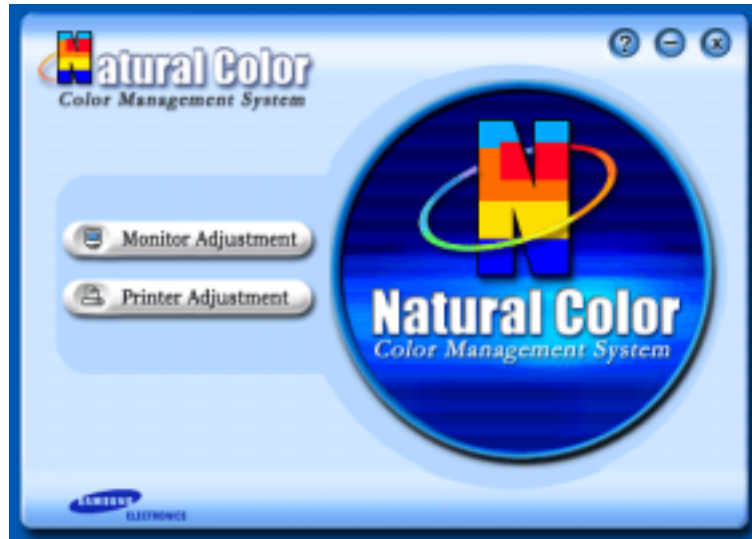 Natural Color
Color Management System
?
Monitor Adjustment
Printer Adjustment
N
Natural Color
Color Management System
SAMSUNG
ELECTRONICS